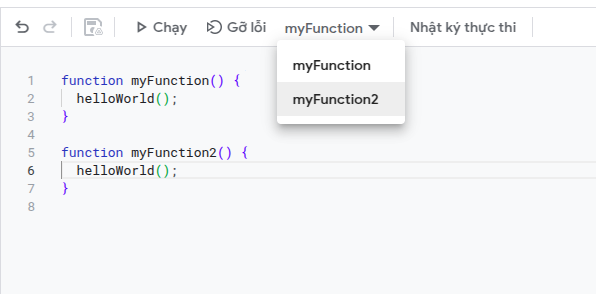 Chạy Gỡ lỗi myFunction Nhật ký thực thi
myFunction
myFunction2
1 function myFunction() {
2 helloWorld();
3 }
4
5 function myFunction2() {
6 helloWorld();
7 }
8